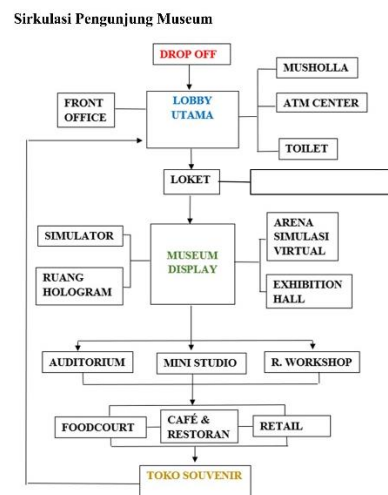 Sirkulasi Pengunjung Museum
DROP OFF
MUSHOLLA
FRONT
OFFICE
LOBBY
UTAMA
ATM CENTER
TOILET
LOKET
SIMULATOR
ARENA
SIMULASI
VIRTUAL
MUSEUM
DISPLAY
RUANG
HOLOGRAM
EXHIBITION
HALL
AUDITORIUM
MINI STUDIO
R. WORKSHOP
FOODCOURT
CAFÉ &
RESTORAN
RETAIL
TOKO SOUVENIR